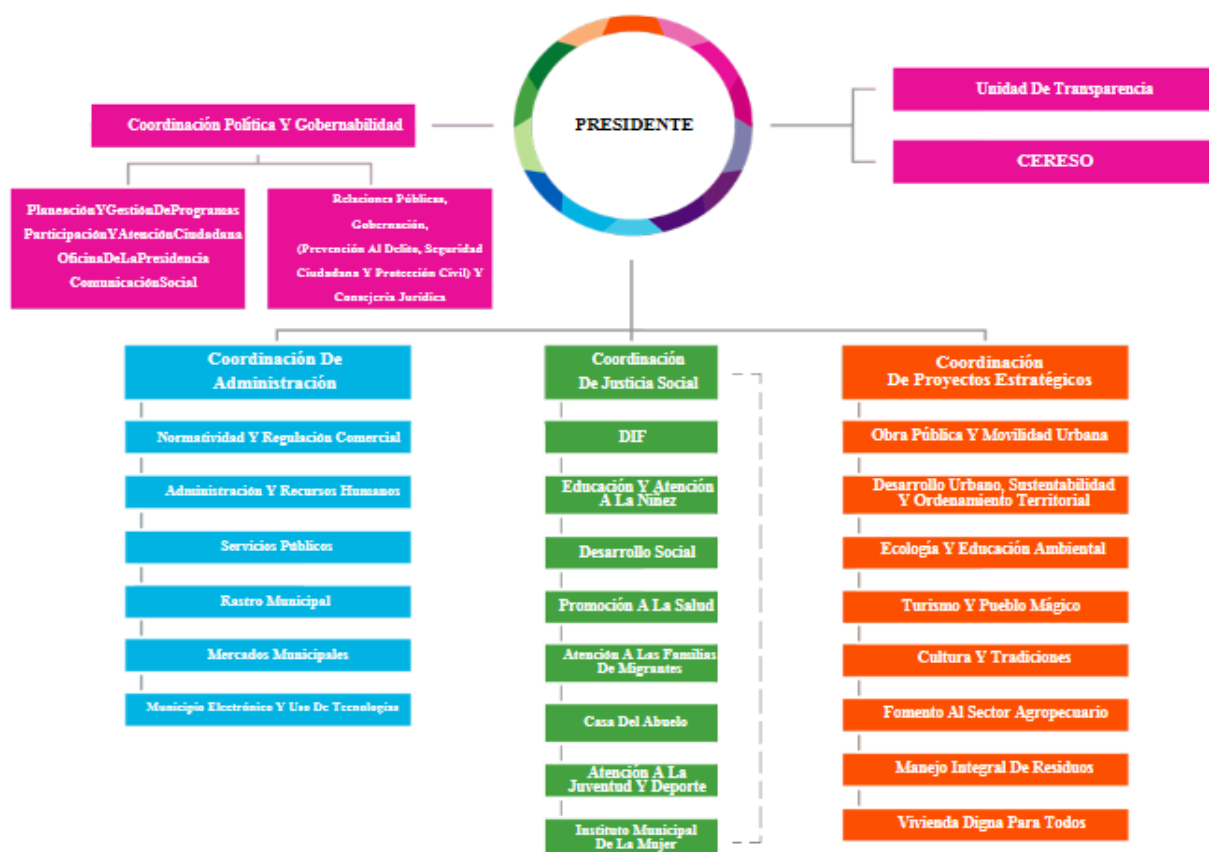 PRESIDENTE
Unidad De Transparencia
CERESO
Coordinación Política Y Gobernabilidad
PlaneaciónYGestiónDeProgramas
ParticipaciónYAtenciónCiudadana
OficinaDeLaPresidencia
ComunicaciónSocial
Relaciones Públicas,
Gobernación,
(Prevención Al Delito, Seguridad
Ciudadana Y Protección Civil) Y
Consejería Jurídica
Coordinación De
Administración
Normatividad Y Regulación Comercial
Administración Y Recursos Humanos
Servicios Públicos
Rastro Municipal
Mercados Municipales
Municipio Electrónico Y Uso De Tecnologías
Coordinación
De Justicia Social
DIF
Educación Y Atención
A La Niñez
Desarrollo Social
Promoción A La Salud
Atención A Las Familias
De Migrantes
Casa Del Abuelo
Atención A La
Juventud Y Deporte
Instituto Municipal
De La Mujer
Coordinación
De Proyectos Estratégicos
Obra Pública Y Movilidad Urbana
Desarrollo Urbano, Sustentabilidad
Y Ordenamiento Territorial
Ecología Y Educación Ambiental
Turismo Y Pueblo Mágico
Cultura Y Tradiciones
Fomento Al Sector Agropecuario
Manejo Integral De Residuos
Vivienda Digna Para Todos